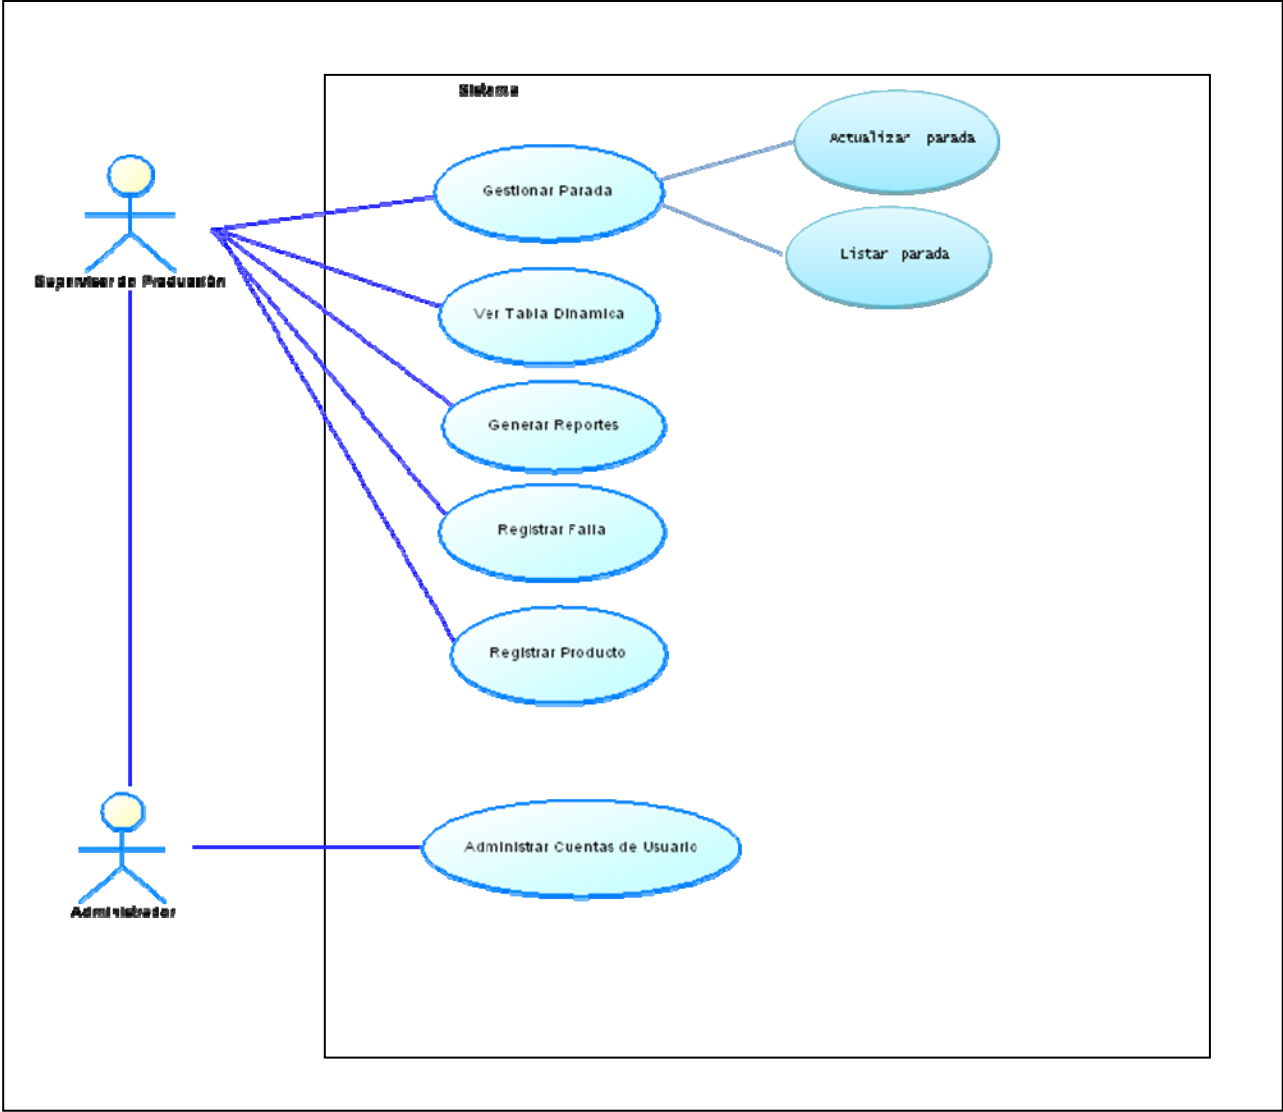 Sistema
Actualizar parada
Gestionar Parada
Listar parada
Supervisor de Producción
Ver Tabla Dinamica
Generar Reportes
Registrar Falla
Registrar Producto
Administrar Cuentas de Usuario
Administrador